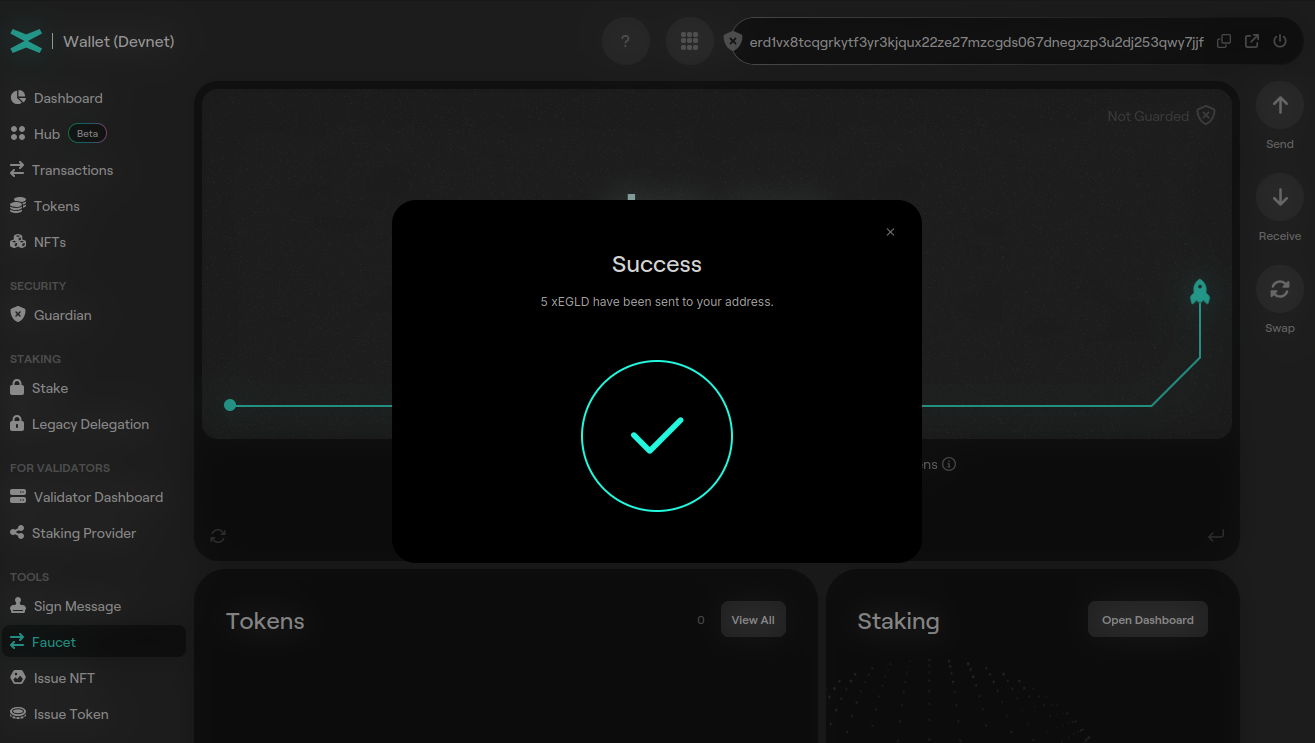 Wallet (Devnet)
?
erd1vx8tcqgrkytf3yr3kjqux22ze27mzcgds067dnegxzp3u2dj253qwy7jjf
Dashboard
Hub Beta
Transactions
Tokens
NFTs
SECURITY
Guardian
STAKING
Stake
Legacy Delegation
FOR VALIDATORS
Validator Dashboard
Staking Provider
TOOLS
Sign Message
Faucet
Issue NFT
Issue Token
Not Guarded
Success
5 xEGLD have been sent to your address.
Send
Receive
Swap
Tokens
0
View All
Staking
Open Dashboard